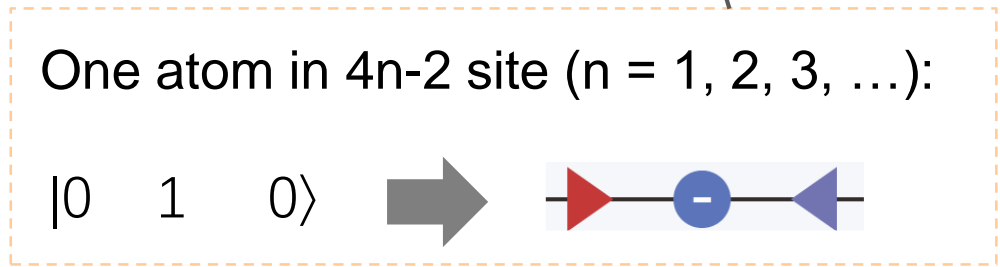 One atom in 4n-2 site (n = 1, 2, 3, …):
|0 1 0⟩ -